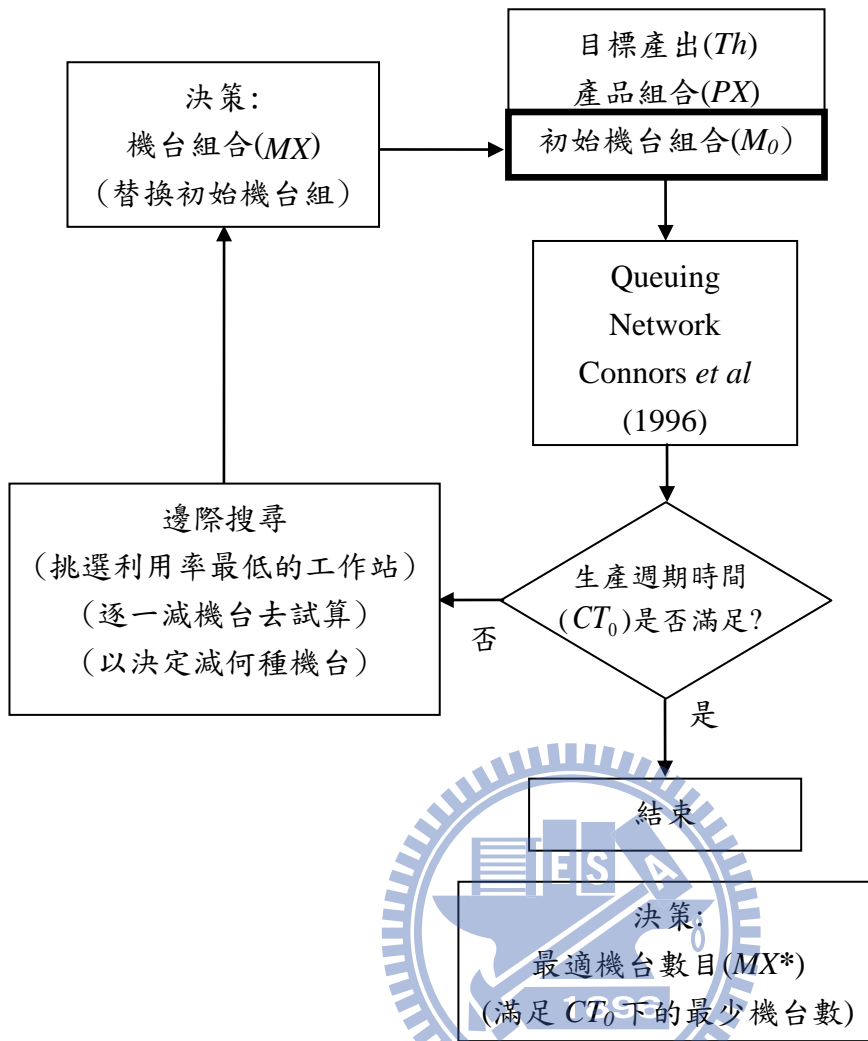 目標產出(Th)
產品組合(PX)
初始機台組合(M0)
決策:
機台組合(MX)
(替換初始機台組)
Queuing
Network
Connors et al
(1996)
邊際搜尋
(挑選利用率最低的工作站)
(逐一減機台去試算)
(以決定減何種機台)
生產週期時間
(CT0)是否滿足?
否
是
結束
決策:
最適機台數目(MX*)
(滿足 CT0下的最少機台數)
E S A
1896